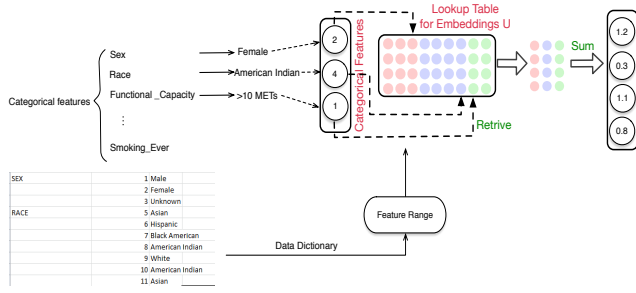 Lookup Table
for Embeddings U
Sex
Female
Race
American Indian
Categorical features
Functional _Capacity
>10 METs
⋮
Smoking_Ever
2
4
1
Categorical Features
Retrive
Sum
1.2
0.3
1.1
0.8
SEX 1 Male
2 Female
3 Unknown
RACE 5 Asian
6 Hispanic
7 Black American
8 American Indian
9 White
10 American Indian
11 Asian
Data Dictionary
Feature Range